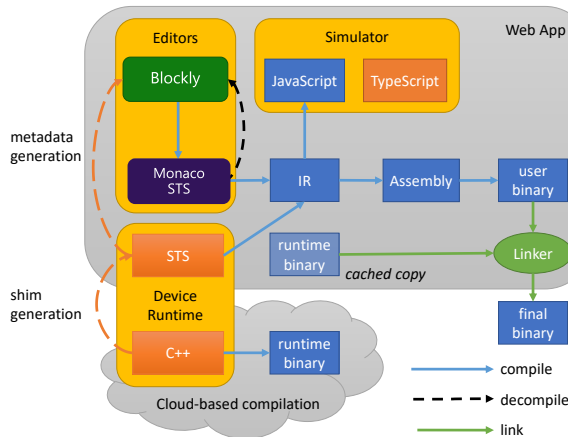 Editors
Simulator
Web App
Blockly
JavaScript
TypeScript
metadata
generation
Monaco
STS
IR
Assembly
user
binary
STS
runtime
binary
cached copy
Linker
shim
generation
Device
Runtime
C++
runtime
binary
final
binary
Cloud-based compilation
compile
decompile
link